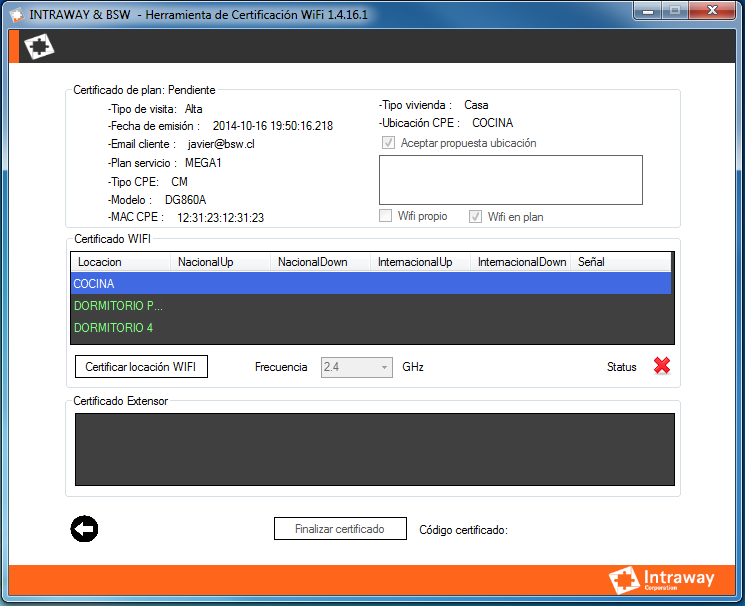 INTRAWAY & BSW - Herramienta de Certificación WiFi 1.4.16.1
Certificado de plan: Pendiente
-Tipo de visita: Alta
-Fecha de emisión : 2014-10-16 19:50:16.218
-Email cliente : javier@bsw.cl
-Plan servicio : MEGA1
-Tipo CPE: CM
-Modelo : DG860A
-MAC CPE : 12:31:23:12:31:23
-Tipo vivienda : Casa
-Ubicación CPE : COCINA
Aceptar propuesta ubicación
Wifi propio Wifi en plan
Certificado WIFI
Locacion NacionalUp NacionalDown InternacionalUp InternacionalDown Señal
COCINA
DORMITORIO P...
DORMITORIO 4
Certificar locación WIFI Frecuencia 2.4 GHz Status
Certificado Extensor
Finalizar certificado Código certificado:
Intraway
Corporation